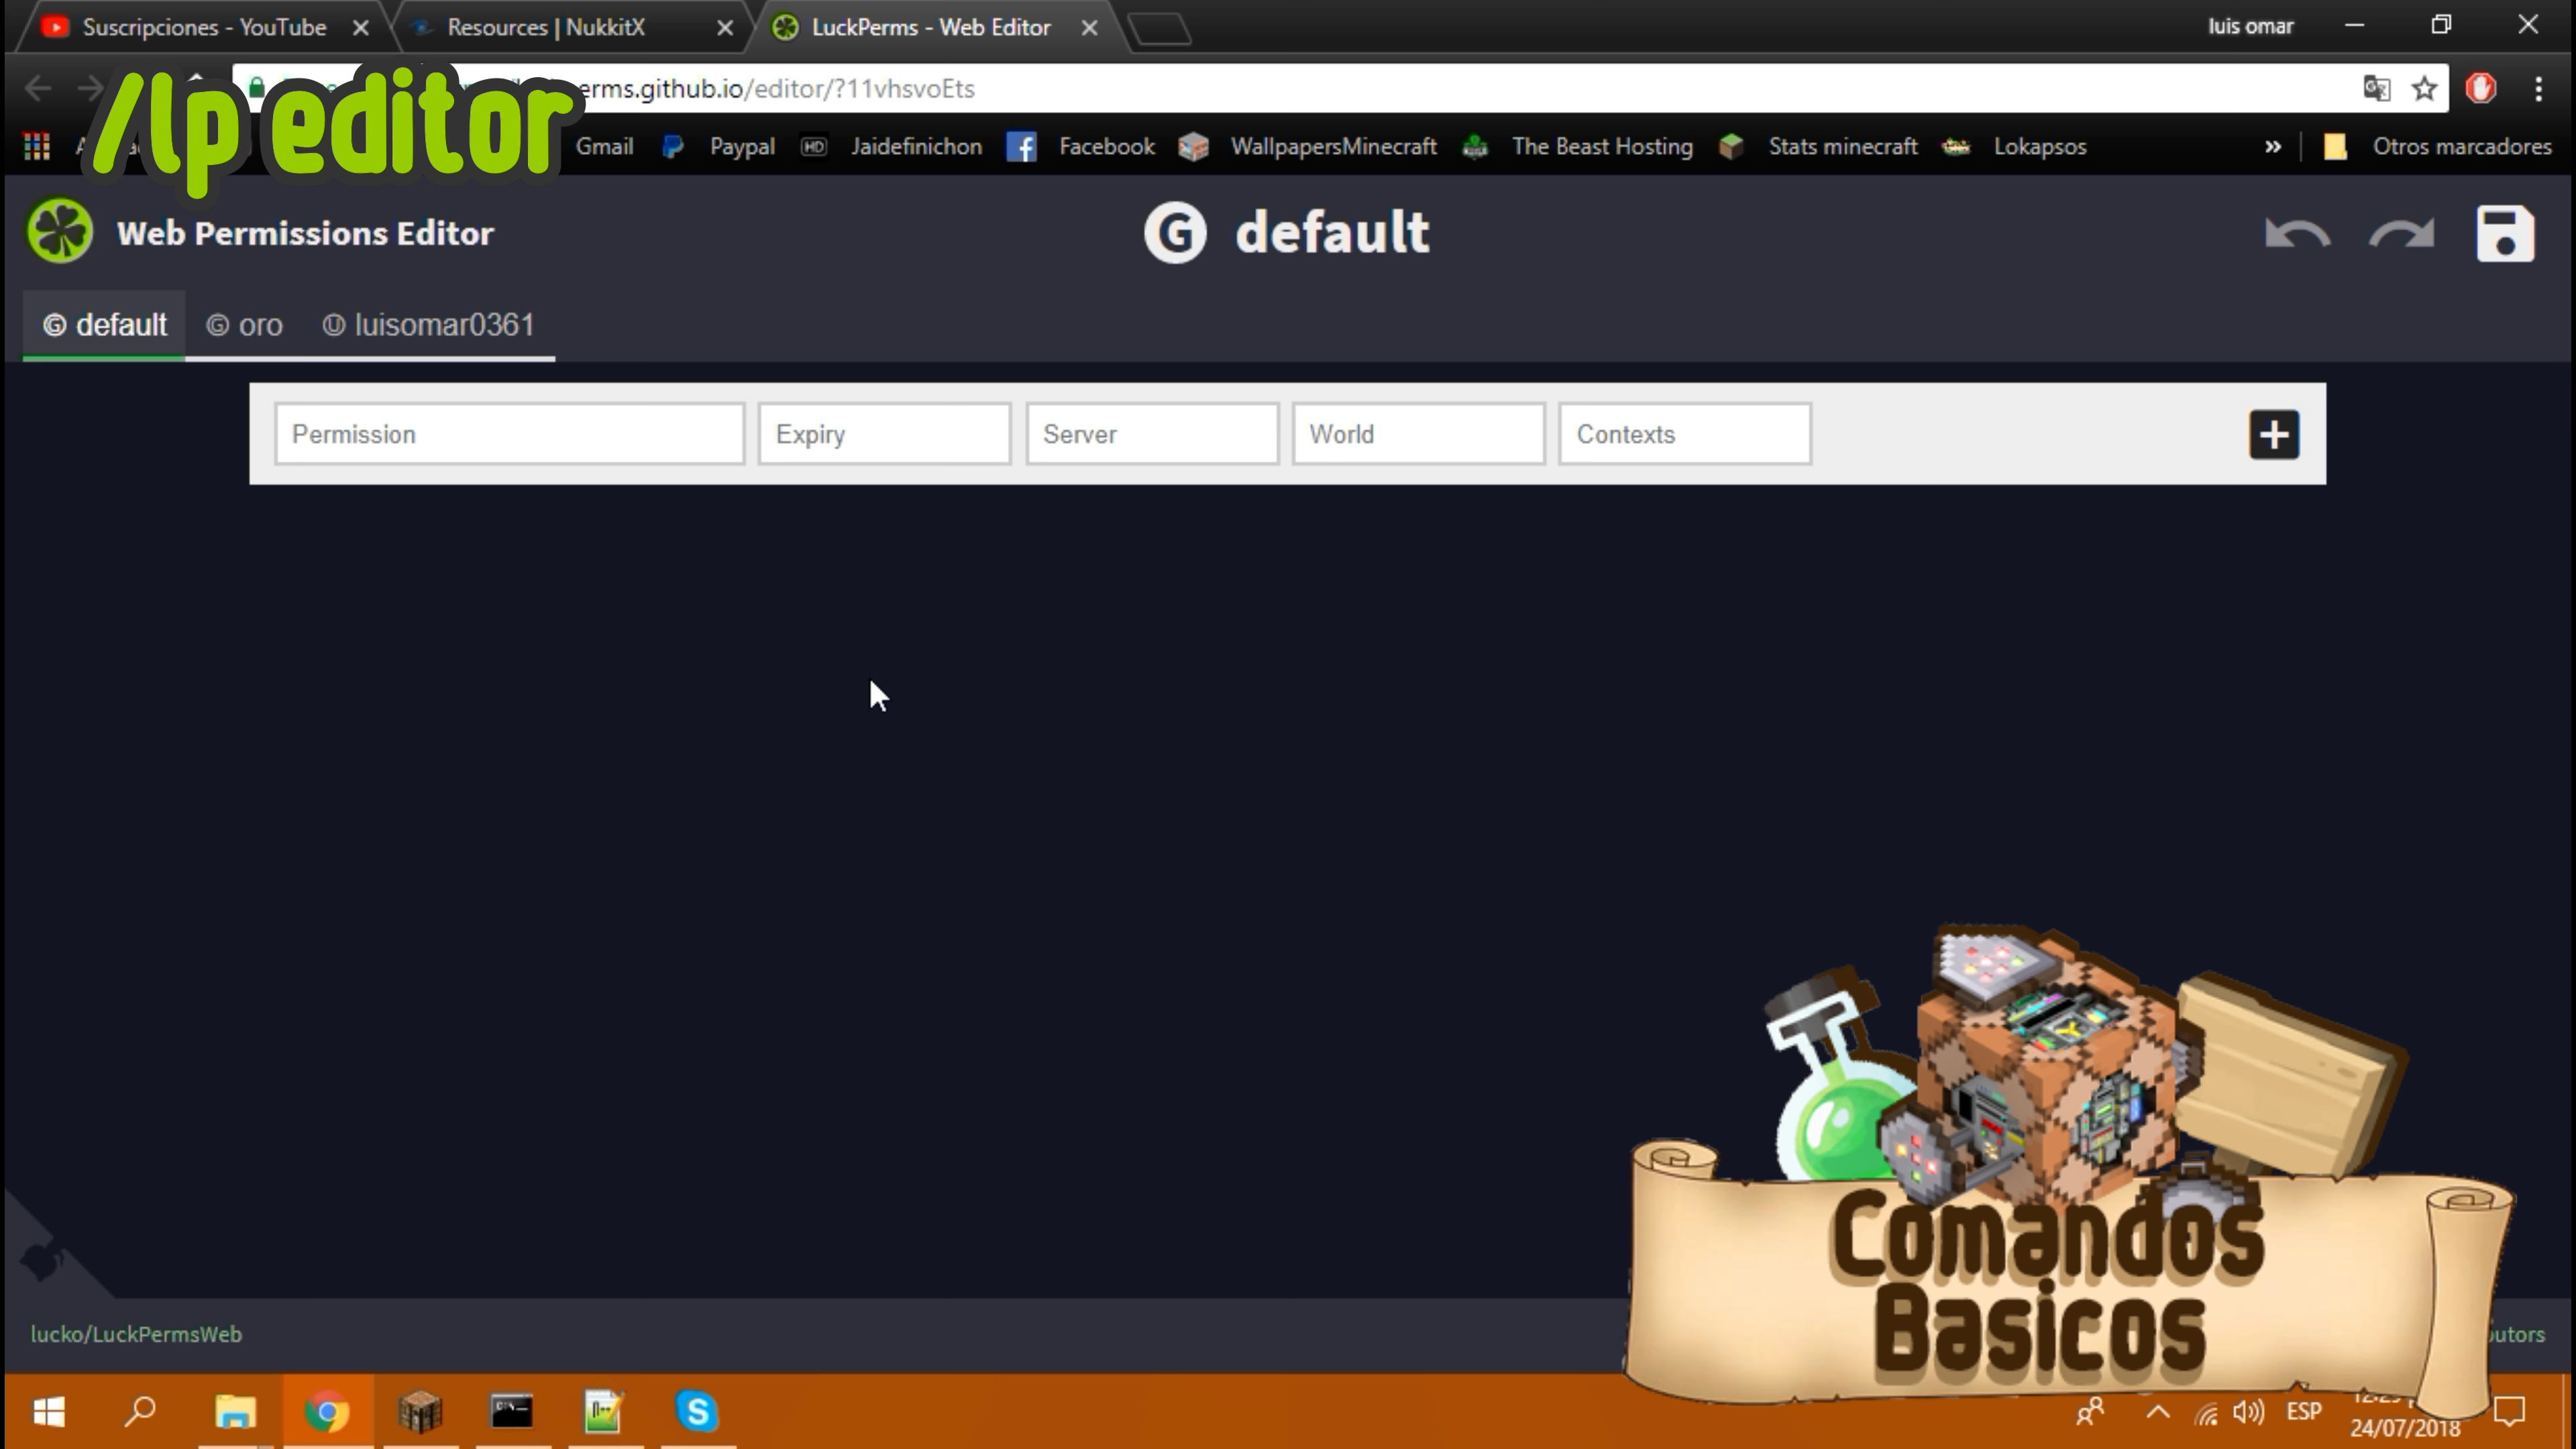 Suscripciones - YouTube
Resources | NukkitX
LuckPerms - Web Editor
luis omar
/lp editor
erms.github.io/editor/?11vhsvoEts
Gmail
Paypal
HD
Jaidefinichon
Facebook
WallpapersMinecraft
The Beast Hosting
Stats minecraft
Lokapsos
»
Otros marcadores
Web Permissions Editor
G default
G default
G oro
U luisomar0361
Permission
Expiry
Server
World
Contexts
Comandos
Basicos
lucko/LuckPermsWeb
utors
ESP
24/07/2018